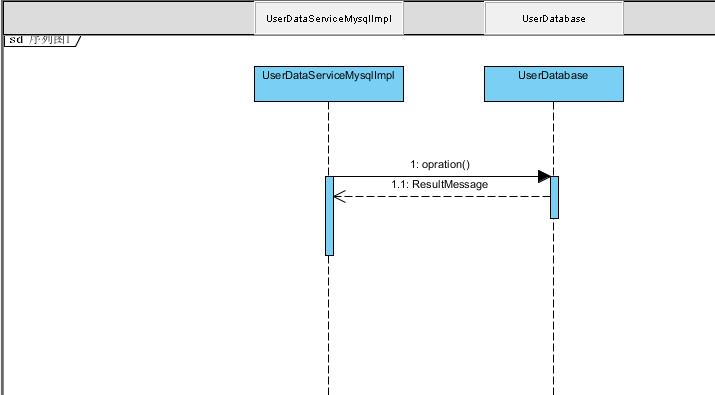 UserDataServiceMysqlImpl
UserDatabase
sd 序列图1
UserDataServiceMysqlImpl
UserDatabase
1: opration()
1.1: ResultMessage